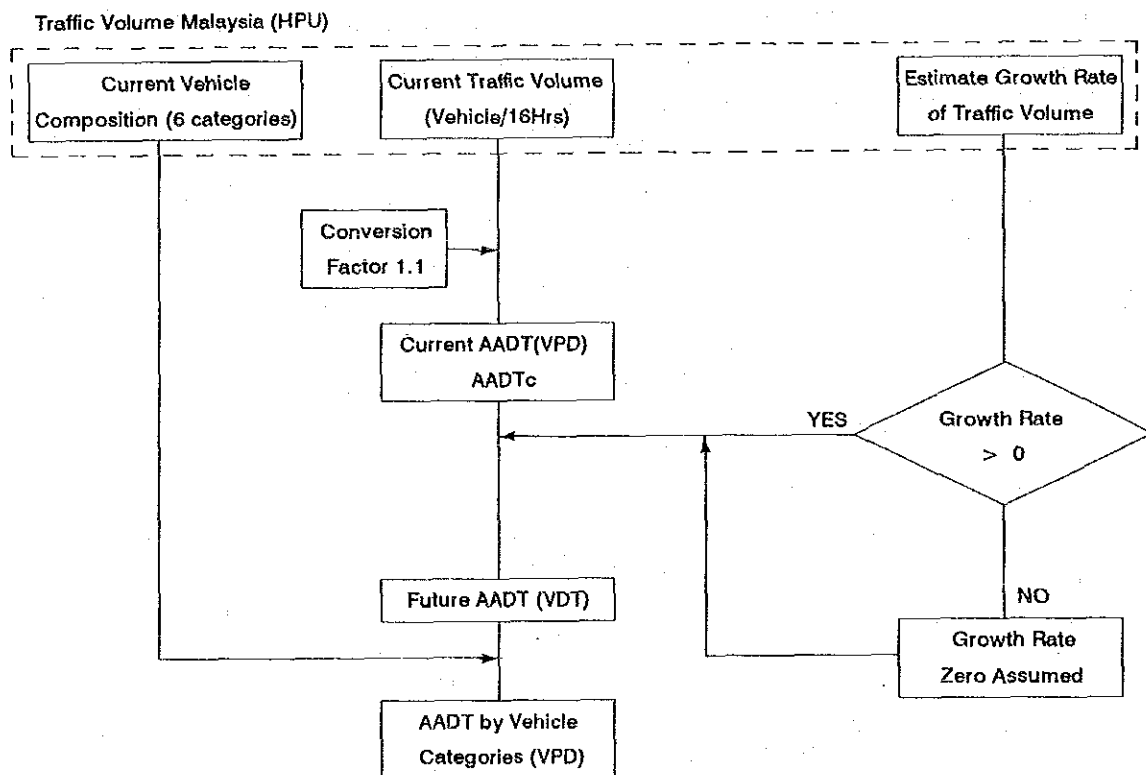 Traffic Volume Malaysia (HPU)
Current Vehicle
Composition (6 categories)
Current Traffic Volume
(Vehicle/16Hrs)
Estimate Growth Rate
of Traffic Volume
Conversion
Factor 1.1
Current AADT(VPD)
AADTc
YES
Growth Rate
> 0
Future AADT (VDT)
NO
Growth Rate
Zero Assumed
AADT by Vehicle
Categories (VPD)